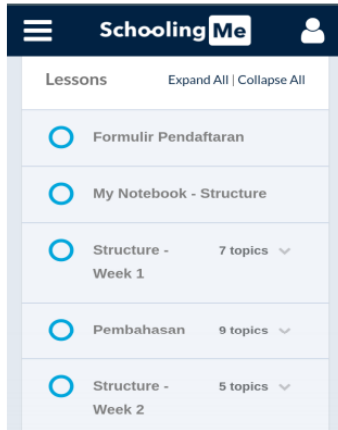 Schooling Me
Lessons Expand All | Collapse All
Formulir Pendaftaran
My Notebook - Structure
Structure - 7 topics
Week 1
Pembahasan 9 topics
Structure - 5 topics
Week 2